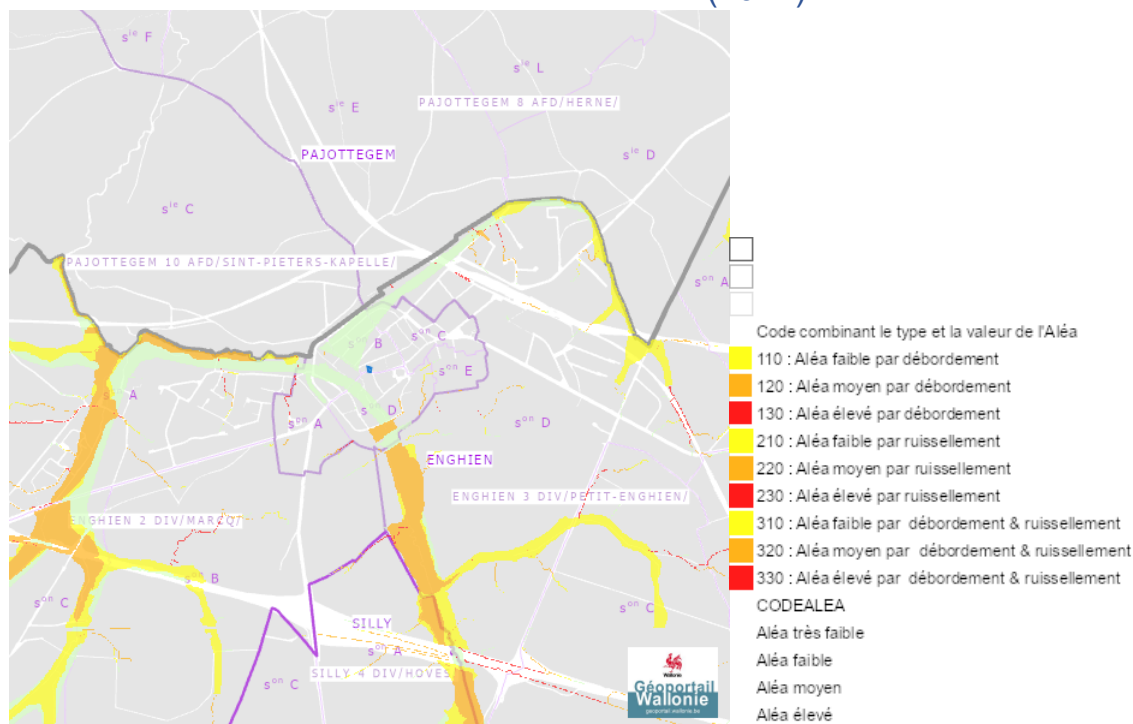 sie F
sie L
sie E
PAJOTTEGEM 8 AFD/HERNE/
PAJOTTEGEM
sie D
sie C
PAJOTTEGEM 10 AFD/SINT-PIETERS-KAPELLE/
son A
son B
son C
son E
A
D
son A
son D
ENGHIEN
ENGHIEN 3 DIV/PETIT-ENGHIEN/
ENGHIEN 2 DIV/MARCQ/
son B
son C
son C
SILLY
son A
SILLY 4 DIV/HOVES
son C
Wallonie
Géoportail
Wallonie
geoportail.wallonie.be
Code combinant le type et la valeur de l'Aléa
110 : Aléa faible par débordement
120 : Aléa moyen par débordement
130 : Aléa élevé par débordement
210 : Aléa faible par ruissellement
220 : Aléa moyen par ruissellement
230 : Aléa élevé par ruissellement
310 : Aléa faible par débordement & ruissellement
320 : Aléa moyen par débordement & ruissellement
330 : Aléa élevé par débordement & ruissellement
CODEALEA
Aléa très faible
Aléa faible
Aléa moyen
Aléa élevé